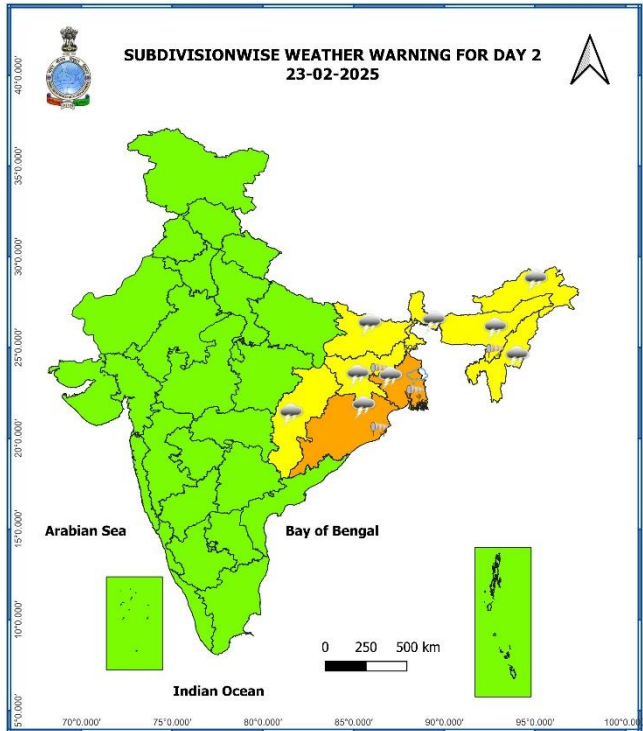 SUBDIVISIONWISE WEATHER WARNING FOR DAY 2
23-02-2025
40°0.000'
35°0.000'
30°0.000'
25°0.000'
20°0.000'
15°0.000'
10°0.000'
5°0.000'
Arabian Sea
Bay of Bengal
0 250 500 km
Indian Ocean
70°0.000' 75°0.000' 80°0.000' 85°0.000' 90°0.000' 95°0.000' 100°0.00